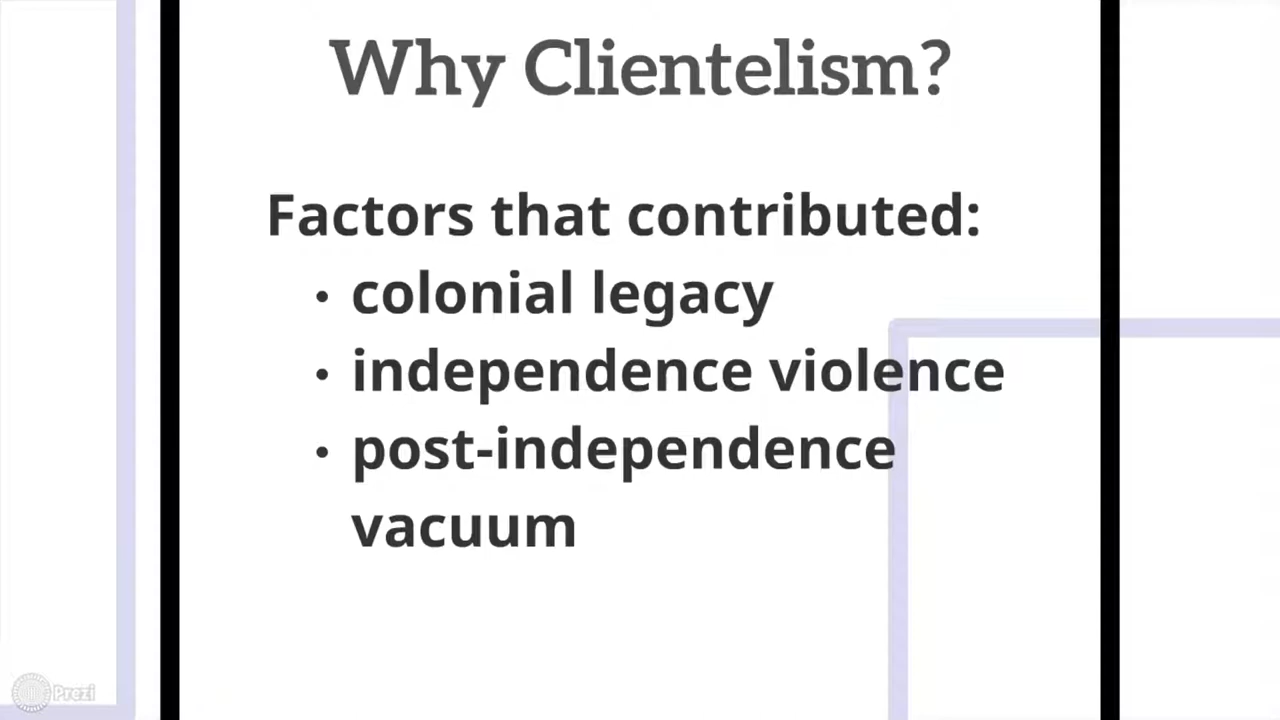 Why Clientelism?
Factors that contributed:
• colonial legacy
• independence violence
• post-independence
vacuum
Prezi